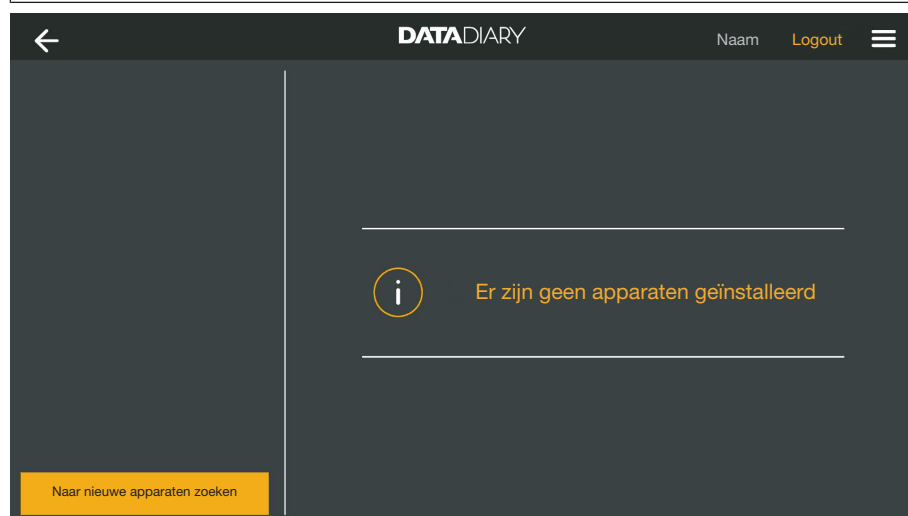 DATADIARY
Naam
Logout
i
Er zijn geen apparaten geïnstalleerd
Naar nieuwe apparaten zoeken